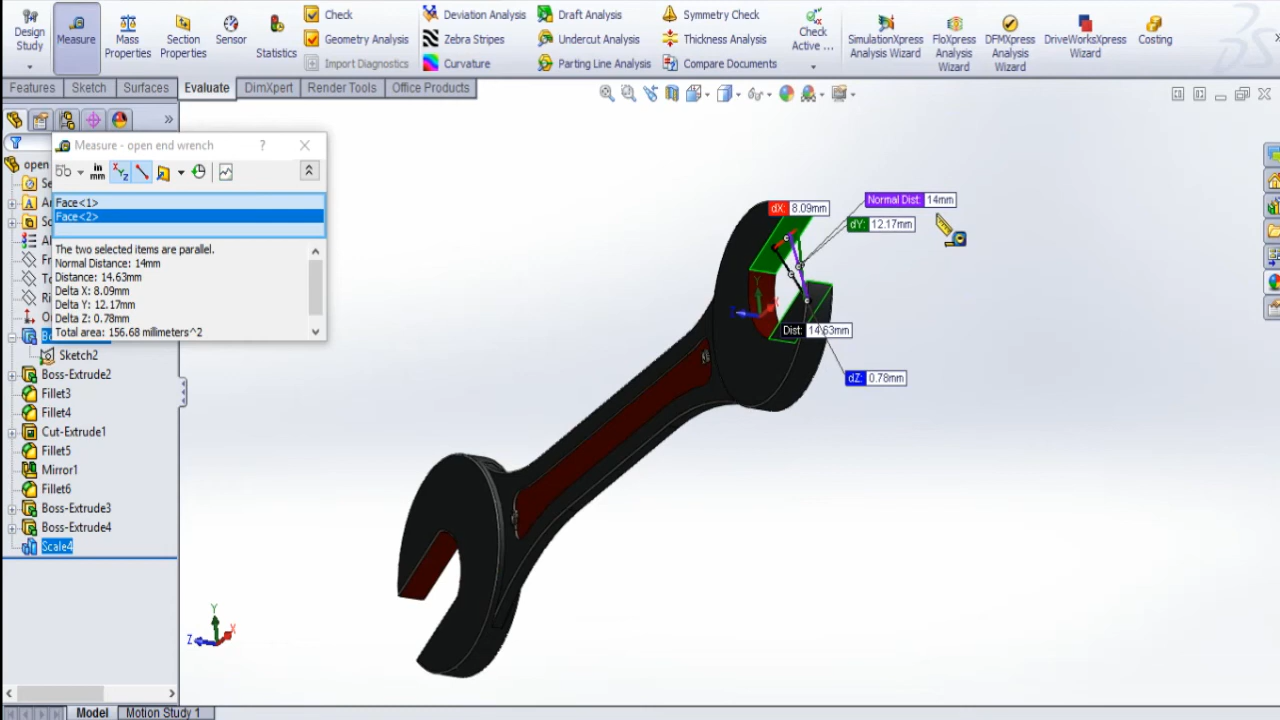 Design Study
Measure
Mass Properties
Section Properties
Sensor
Statistics
Check
Geometry Analysis
Import Diagnostics
Deviation Analysis
Zebra Stripes
Curvature
Draft Analysis
Undercut Analysis
Parting Line Analysis
Symmetry Check
Thickness Analysis
Compare Documents
Check Active ...
SimulationXpress Analysis Wizard
FloXpress Analysis Wizard
DFMXpress Analysis Wizard
DriveWorksXpress Wizard
Costing
Features
Sketch
Surfaces
Evaluate
DimXpert
Render Tools
Office Products
Measure - open end wrench
?
in mm
XYZ
Face<1>
Face<2>
The two selected items are parallel.
Normal Distance: 14mm
Distance: 14.63mm
Delta X: 8.09mm
Delta Y: 12.17mm
Delta Z: 0.78mm
Total area: 156.68 milimeters^2
open
Sketch2
Boss-Extrude2
Fillet3
Fillet4
Cut-Extrude1
Fillet5
Mirror1
Fillet6
Boss-Extrude3
Boss-Extrude4
Scale4
Normal Dist: 14mm
dX: 8.09mm
dY: 12.17mm
Dist: 14.63mm
dZ: 0.78mm
Y
X
Y
Z
X
Model
Motion Study 1